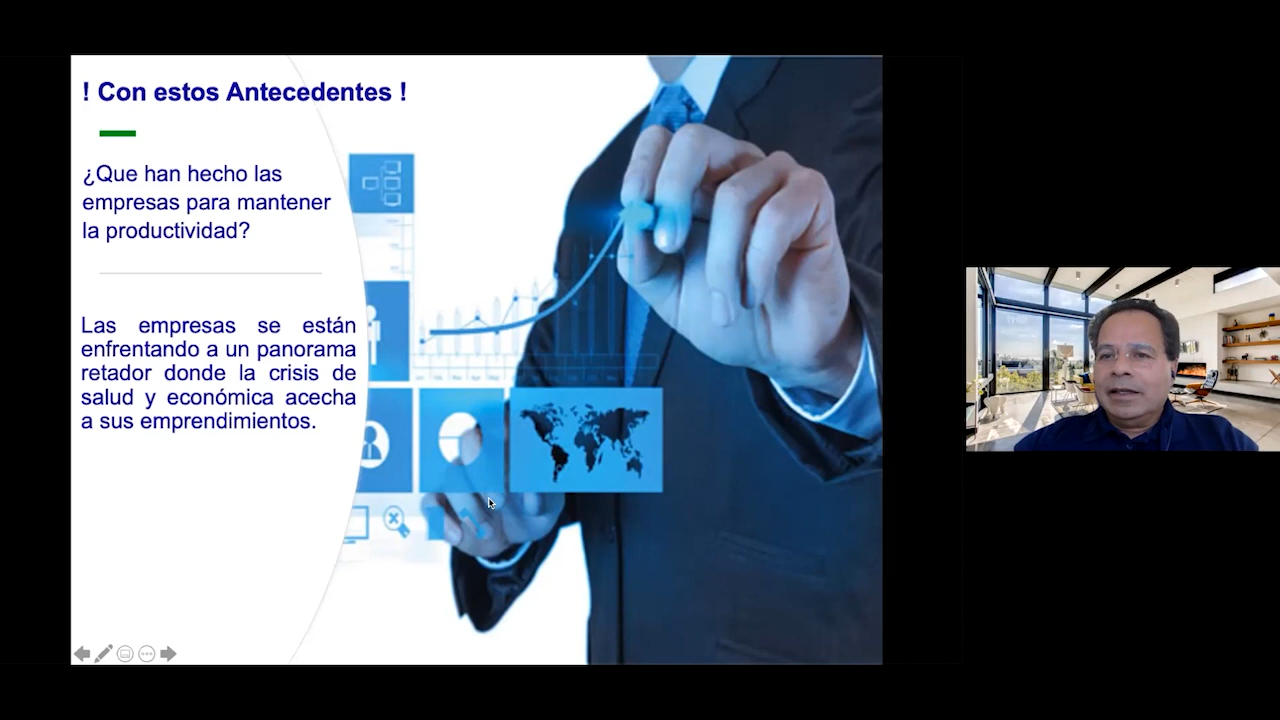 ! Con estos Antecedentes !
¿Que han hecho las
empresas para mantener
la productividad?
Las empresas se están
enfrentando a un panorama
retador donde la crisis de
salud y económica acecha
a sus emprendimientos.